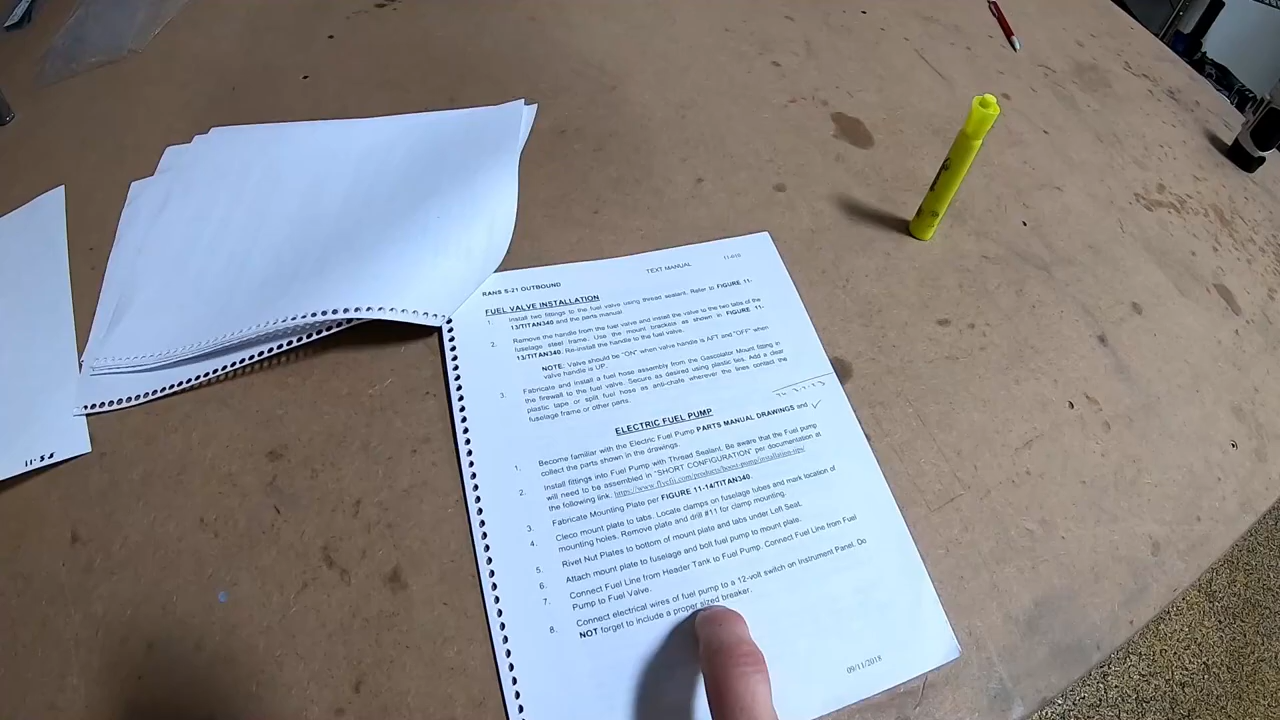 TEXT MANUAL 11-010
RANS S-21 OUTBOUND
FUEL VALVE INSTALLATION
1. Install two fittings to the fuel valve using thread sealant. Refer to FIGURE 11-
13/TITAN340 and the parts manual
2. Remove the handle from the fuel valve and install the valve to the two tabs of the
fuselage steel frame. Use the mount brackets as shown in FIGURE 11-
13/TITAN340. Re-install the handle to the fuel valve.
NOTE: Valve should be "ON" when valve handle is AFT and "OFF" when
valve handle is UP.
3. Fabricate and install a fuel hose assembly from the Gascolator Mount fitting in
the firewall to the fuel valve. Secure as desired using plastic ties. Add a clear
plastic tape or split fuel hose as anti-chafe wherever the lines contact the
fuselage frame or other parts.
ELECTRIC FUEL PUMP
1. Become familiar with the Electric Fuel Pump PARTS MANUAL DRAWINGS and
collect the parts shown in the drawings.
2. Install fittings into Fuel Pump with Thread Sealant. Be aware that the Fuel pump
will need to be assembled in "SHORT CONFIGURATION" per documentation at
the following link. https://www.flyefii.com/products/boost-pump/installation-tips/
3. Fabricate Mounting Plate per FIGURE 11-14/TITAN340.
4. Cleco mount plate to tabs. Locate clamps on fuselage tubes and mark location of
mounting holes. Remove plate and drill #11 for clamp mounting.
5. Rivet Nut Plates to bottom of mount plate and tabs under Left Seat.
6. Attach mount plate to fuselage and bolt fuel pump to mount plate.
7. Connect Fuel Line from Header Tank to Fuel Pump. Connect Fuel Line from Fuel
Pump to Fuel Valve.
8. Connect electrical wires of fuel pump to a 12-volt switch on Instrument Panel. Do
NOT forget to include a proper sized breaker.
09/11/2018